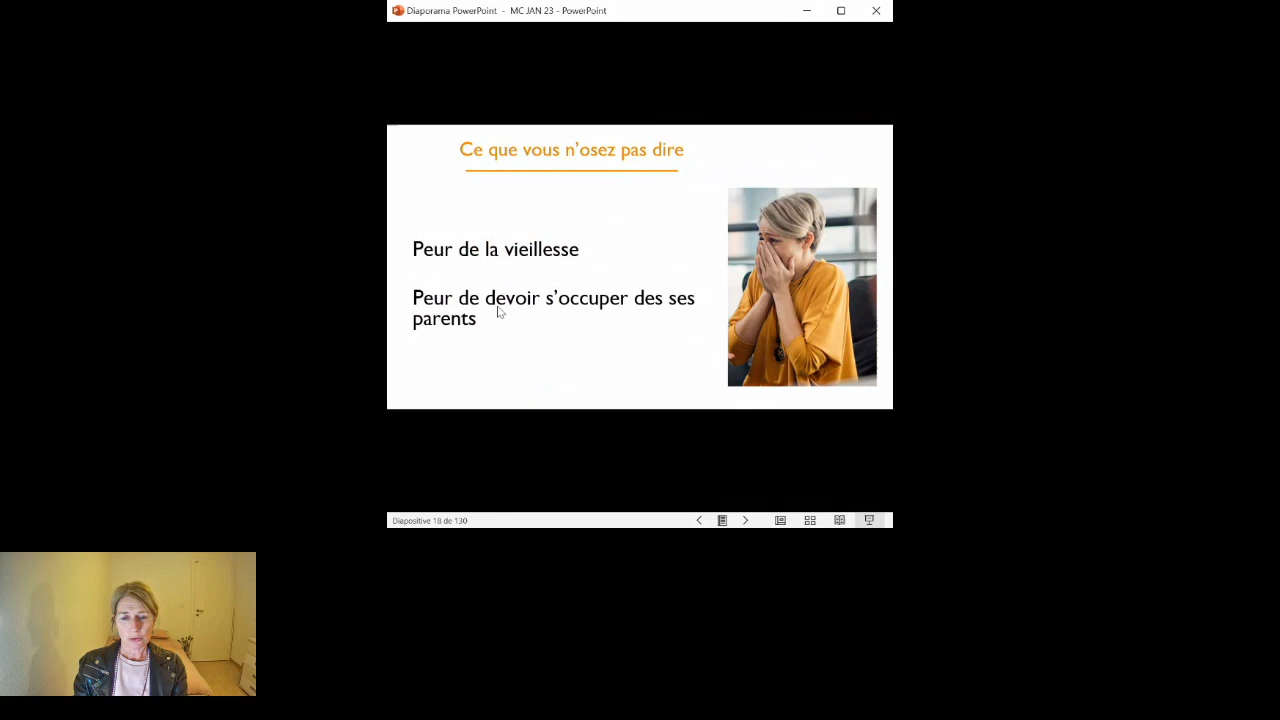 Diaporama PowerPoint - MC JAN 23 - PowerPoint
Ce que vous n'osez pas dire
Peur de la vieillesse
Peur de devoir s'occuper des ses
parents
Diapositive 18 de 130